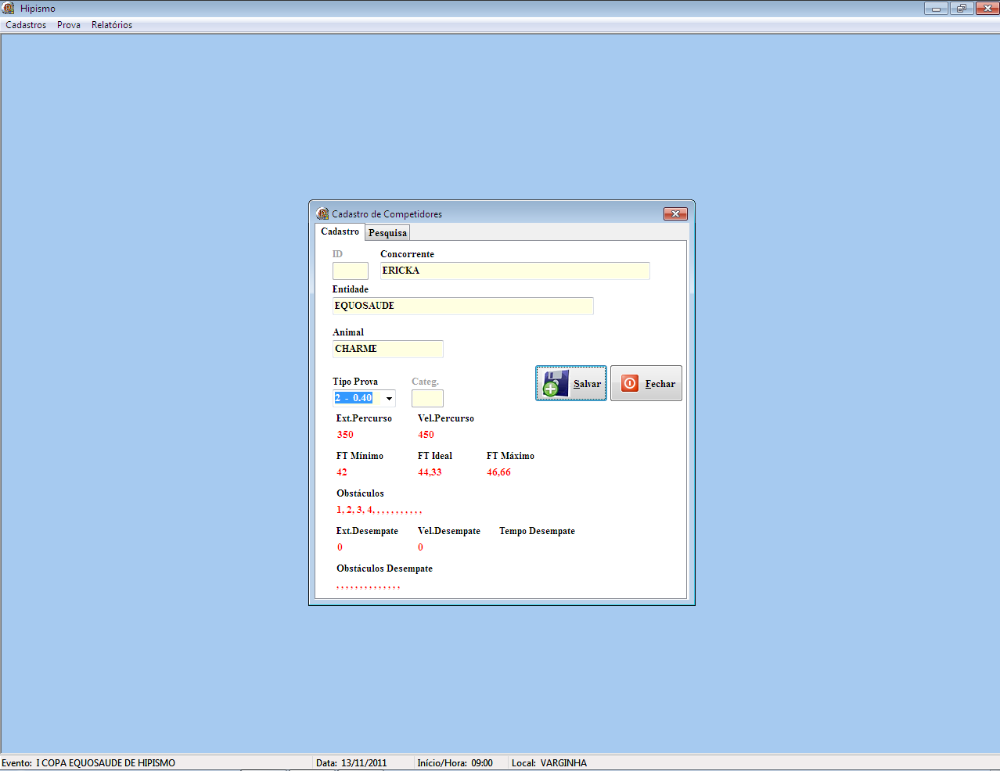 Hipismo
Cadastros Prova Relatórios
Cadastro de Competidores
Cadastro Pesquisa
ID Concorrente
ERICKA
Entidade
EQUOSAUDE
Animal
CHARME
Tipo Prova Categ.
2 - 0.40
Salvar Fechar
Ext.Percurso Vel.Percurso
350 450
FT Mínimo FT Ideal FT Máximo
42 44,33 46,66
Obstáculos
1, 2, 3, 4, , , , , , , , , , ,
Ext.Desempate Vel.Desempate Tempo Desempate
0 0
Obstáculos Desempate
, , , , , , , , , , , , , ,
Evento: I COPA EQUOSAUDE DE HIPISMO Data: 13/11/2011 Início/Hora: 09:00 Local: VARGINHA